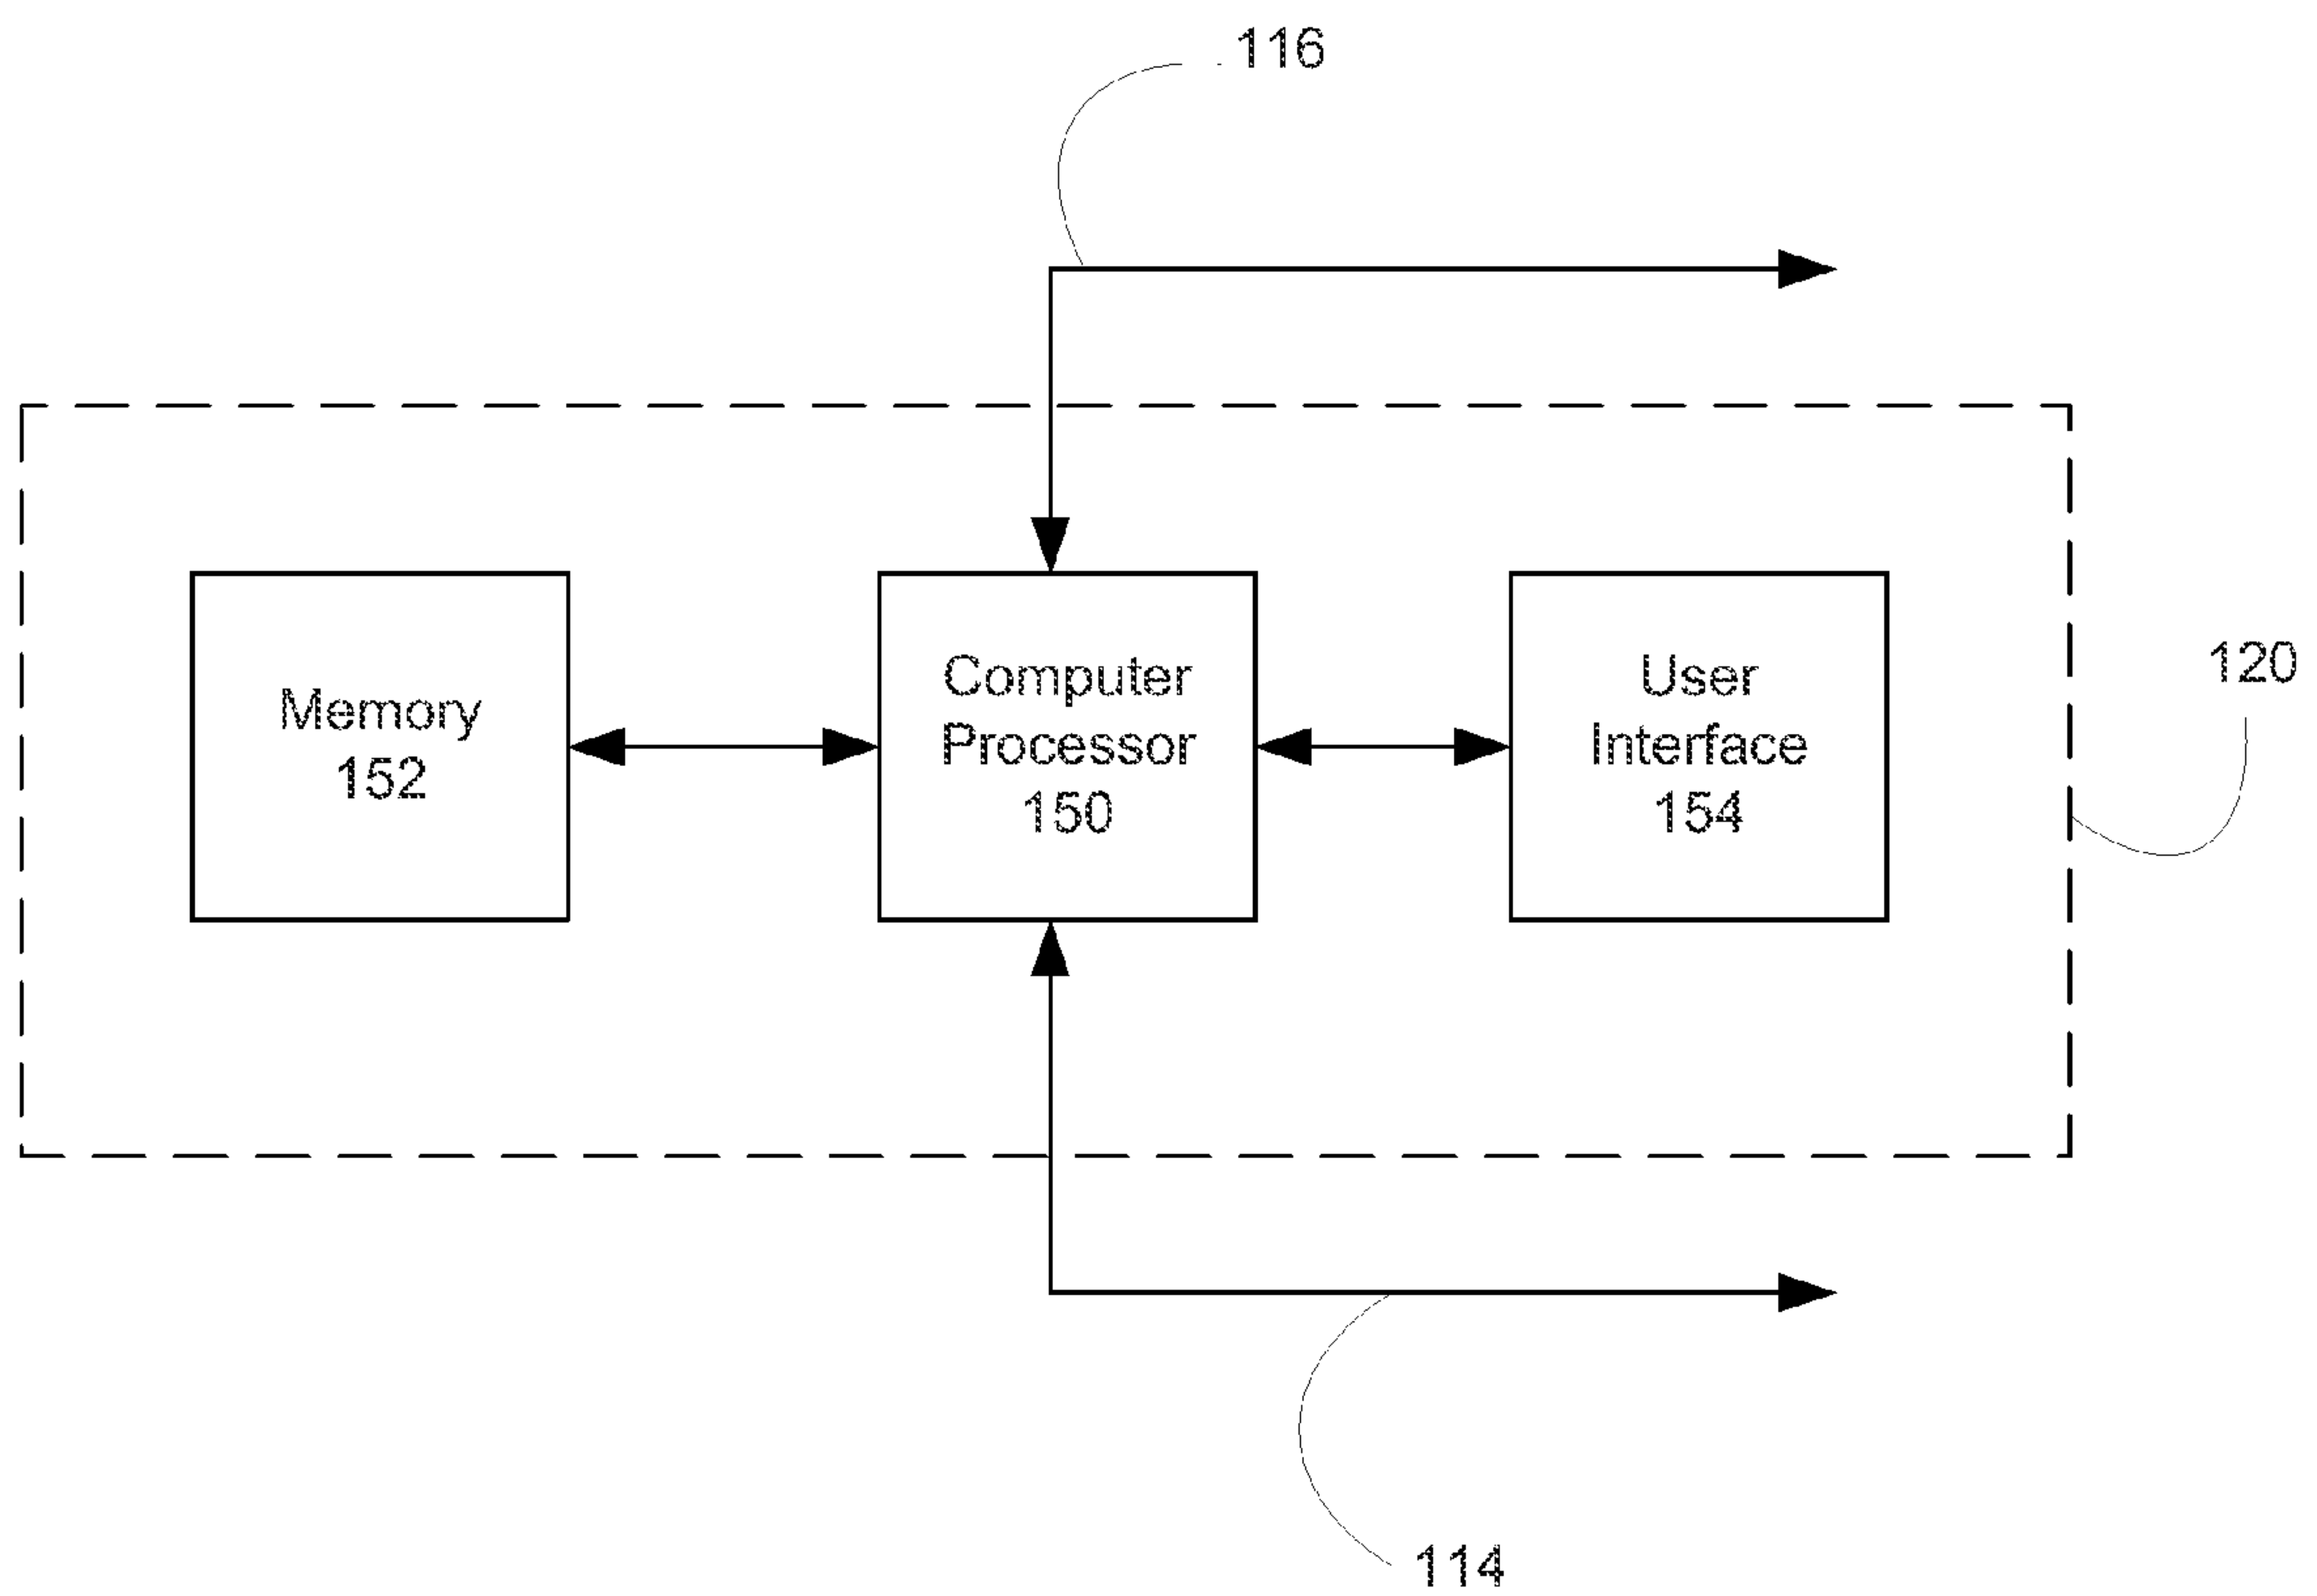 116
Memory
152
Computer
Processor
150
User
Interface
154
120
114